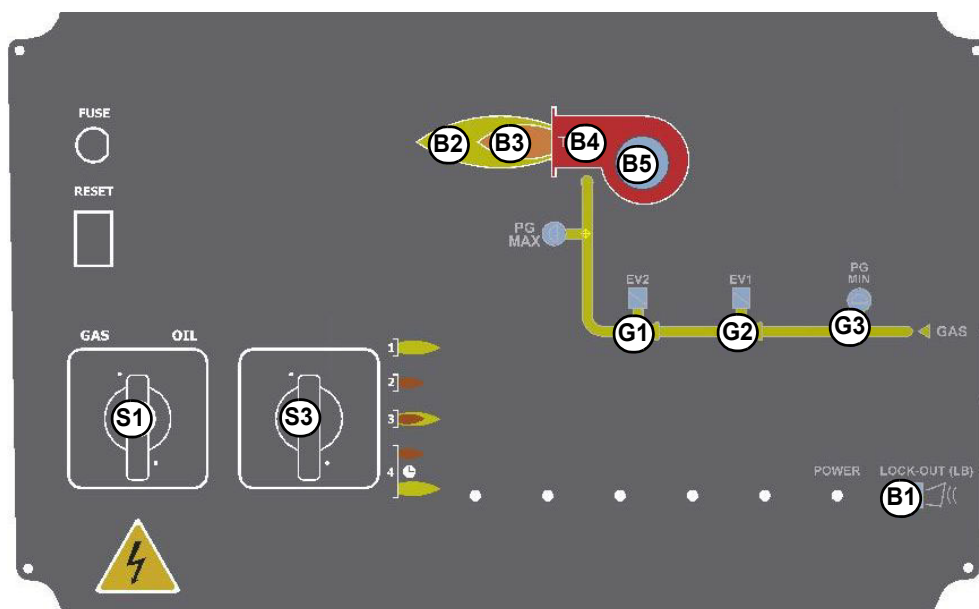 FUSE
B2
B3
B4
B5
RESET
PG
MAX
EV2
EV1
PG
MIN
G1
G2
G3
GAS
GAS
OIL
1
2
3
4
S1
S3
POWER
LOCK-OUT (LB)
B1